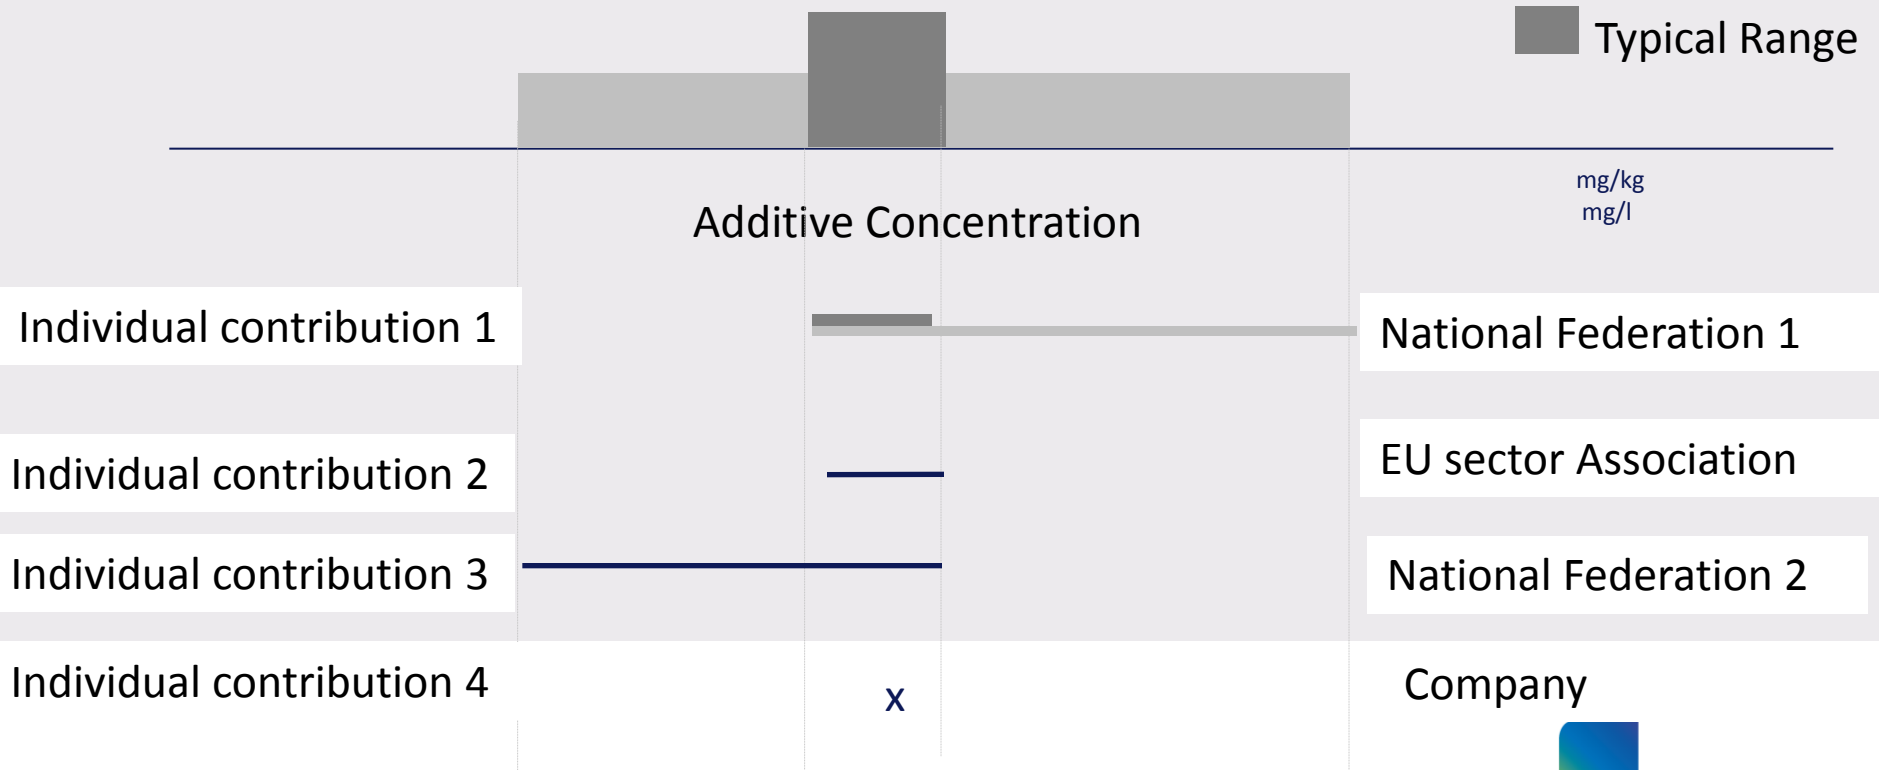 Typical Range
mg/kg
mg/l
Additive Concentration
Individual contribution 1
National Federation 1
Individual contribution 2
EU sector Association
Individual contribution 3
National Federation 2
Individual contribution 4
x
Company